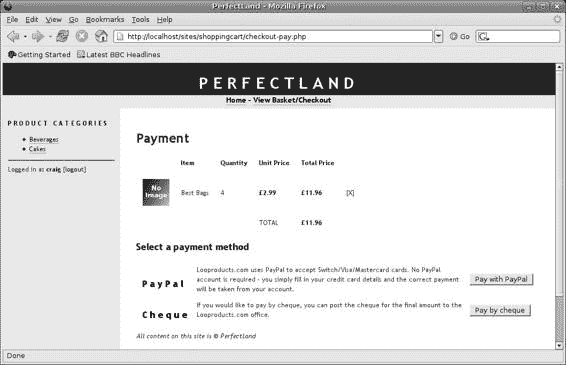 PerfectLand - Mozilla Firefox
File Edit View Go Bookmarks Tools Help
http://localhost/sites/shoppingcart/checkout-pay.php Go G
Getting Started Latest BBC Headlines
PERFECTLAND
Home - View Basket/Checkout
PRODUCT CATEGORIES
Beverages
Cakes
Logged in as craig [logout]
Payment
Item Quantity Unit Price Total Price
No Image Best Bags 4 £2.99 £11.96 [X]
TOTAL £11.96
Select a payment method
PayPal
Looproducts.com uses PayPal to accept Switch/Visa/Mastercard cards. No PayPal
account is required - you simply fill in your credit card details and the correct payment
will be taken from your account.
Pay with PayPal
Cheque
If you would like to pay by cheque, you can post the cheque for the final amount to the
Looproducts.com office.
Pay by cheque
All content on this site is © Perfectland
Done